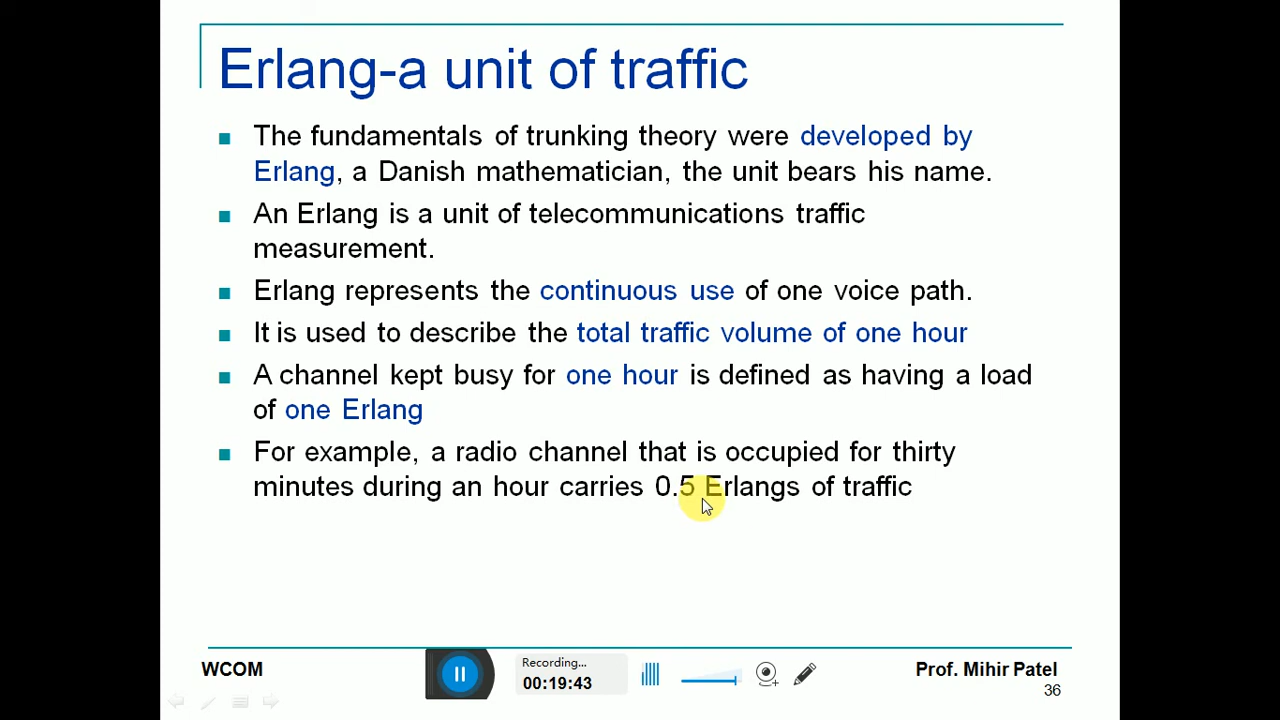 Erlang-a unit of traffic
The fundamentals of trunking theory were developed by
Erlang, a Danish mathematician, the unit bears his name.
An Erlang is a unit of telecommunications traffic
measurement.
Erlang represents the continuous use of one voice path.
It is used to describe the total traffic volume of one hour
A channel kept busy for one hour is defined as having a load
of one Erlang
For example, a radio channel that is occupied for thirty
minutes during an hour carries 0.5 Erlangs of traffic
WCOM
Recording...
00:19:43
Prof. Mihir Patel
36